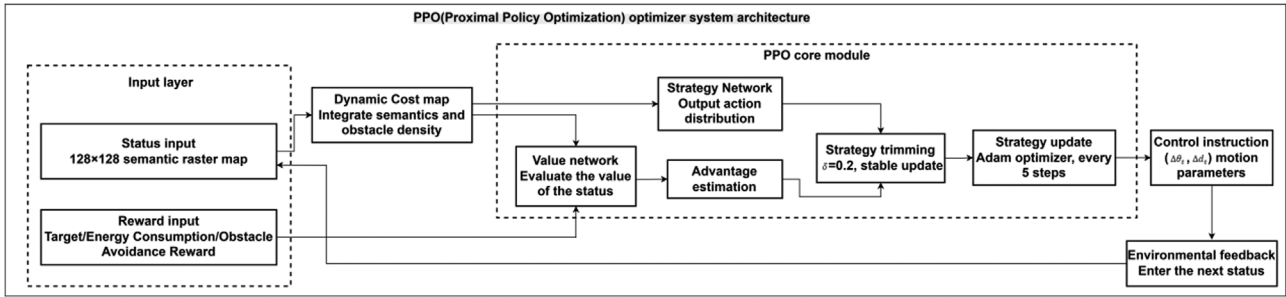 PPO(Proximal Policy Optimization) optimizer system architecture
Input layer
Status input
128×128 semantic raster map
Reward input
Target/Energy Consumption/Obstacle
Avoidance Reward
Dynamic Cost map
Integrate semantics and
obstacle density
PPO core module
Strategy Network
Output action
distribution
Value network
Evaluate the value
of the status
Advantage
estimation
Strategy trimming
δ=0.2, stable update
Strategy update
Adam optimizer, every
5 steps
Control instruction
(Δθₜ, Δdₜ) motion
parameters
Environmental feedback
Enter the next status